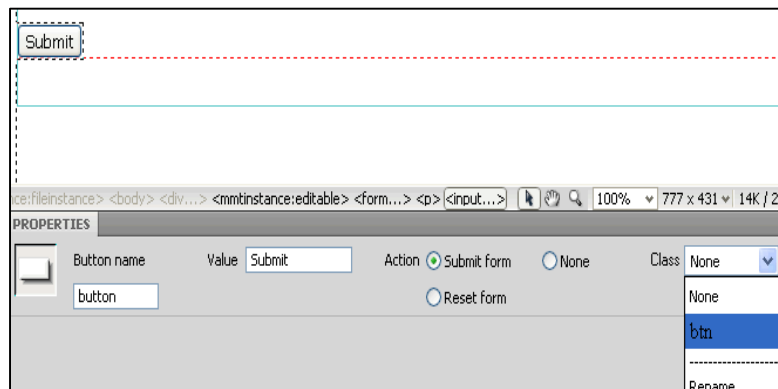 Submit
ce:fileinstance> <body> <div...> <mmtinstance:editable> <form...> <p> <input...> 100% 777 x 431 14K / 2
PROPERTIES
Button name Value Submit Action Submit form None Class None
button Reset form None
btn
--------------------
Rename